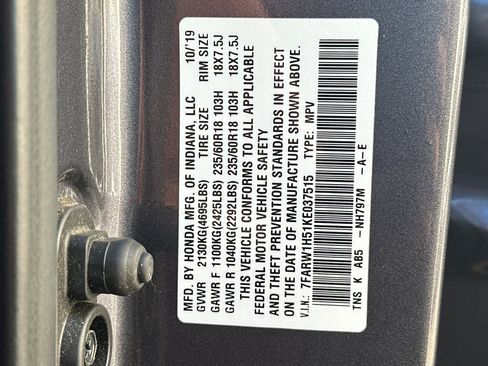 MFD. BY HONDA MFG. OF INDIANA, LLC 10/'19
GVWR 2130KG(4695LBS) TIRE SIZE RIM SIZE
GAWR F 1100KG(2425LBS) 235/60R18 103H 18X7.5J
GAWR R 1040KG(2292LBS) 235/60R18 103H 18X7.5J
THIS VEHICLE CONFORMS TO ALL APPLICABLE
FEDERAL MOTOR VEHICLE SAFETY
AND THEFT PREVENTION STANDARDS IN EFFECT
ON THE DATE OF MANUFACTURE SHOWN ABOVE.
V.I.N.: 7FARW1H51KE037515 TYPE: MPV
TNS K AB5 -NH797M -A-E